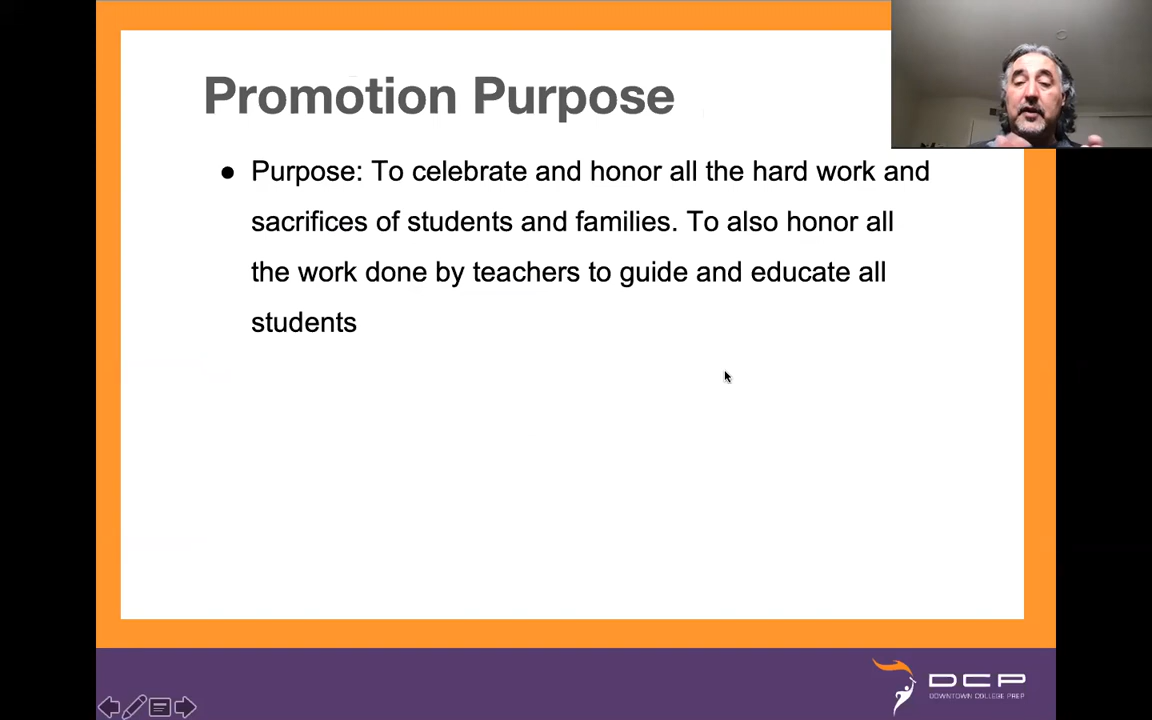 Promotion Purpose
● Purpose: To celebrate and honor all the hard work and
sacrifices of students and families. To also honor all
the work done by teachers to guide and educate all
students
DCP
DOWNTOWN COLLEGE PREP